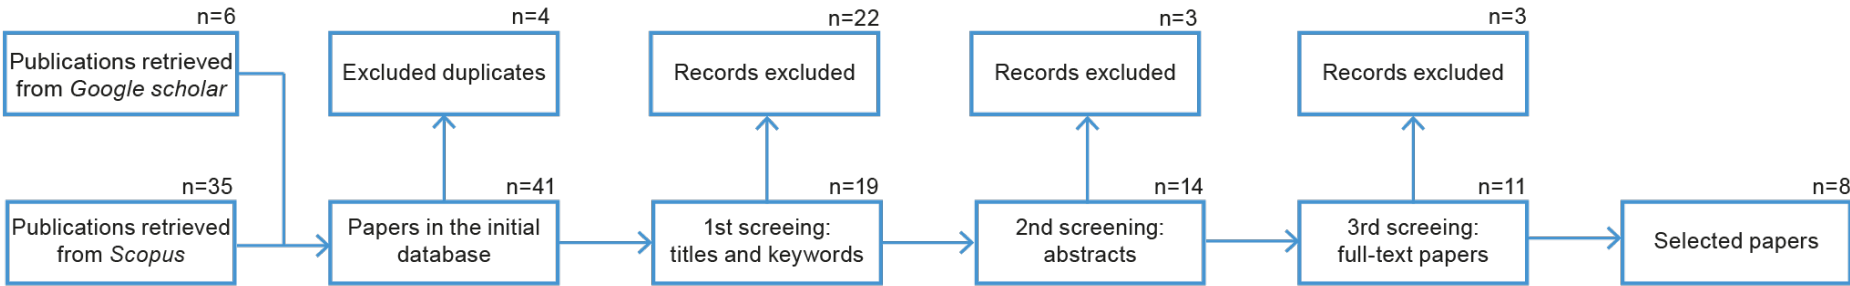 n=6
Publications retrieved
from Google scholar
n=4
Excluded duplicates
n=22
Records excluded
n=3
Records excluded
n=3
Records excluded
n=35
Publications retrieved
from Scopus
n=41
Papers in the initial
database
n=19
1st screeing:
titles and keywords
n=14
2nd screening:
abstracts
n=11
3rd screeing:
full-text papers
n=8
Selected papers